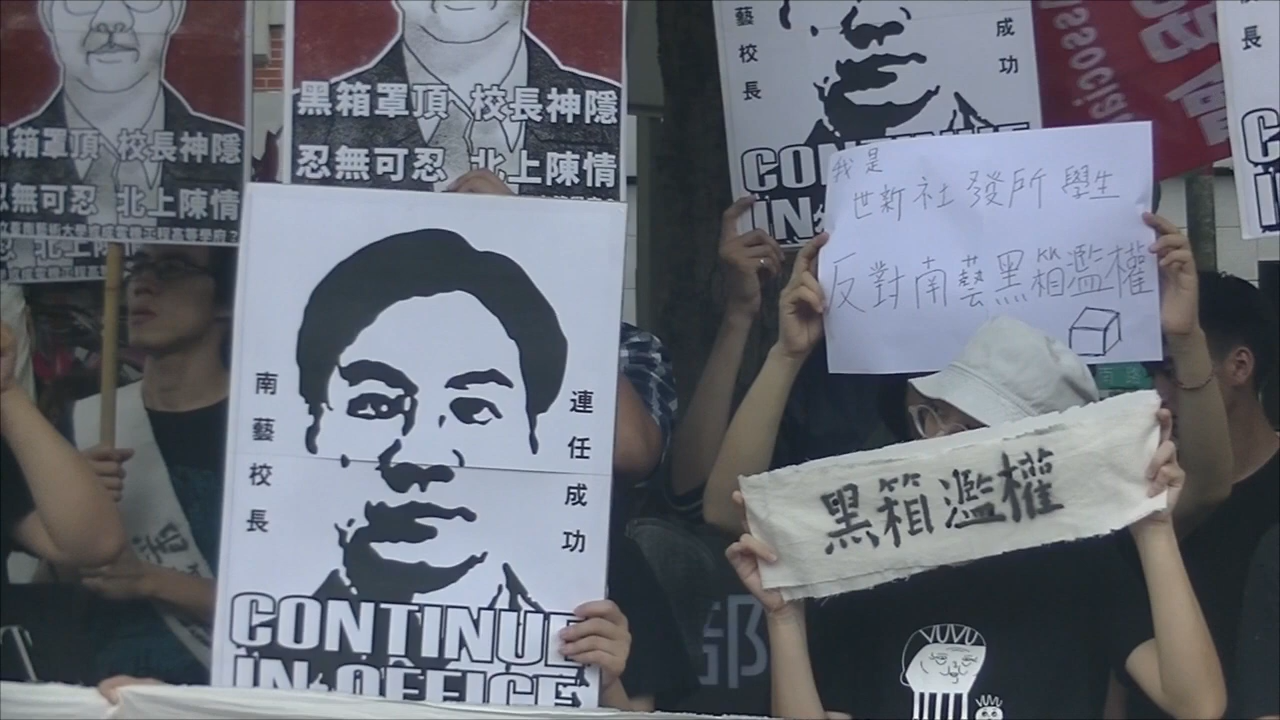 黑箱罩頂 校長神隱
忍無可忍 北上陳情
黑箱罩頂 校長神隱
忍無可忍 北上陳情
藝校長
成功
長
我是
世新社發所學生
反對南藝黑箱濫權
南藝校長
連任成功
CONTINUE
IN OFFICE
黑箱濫權
部
VUVU